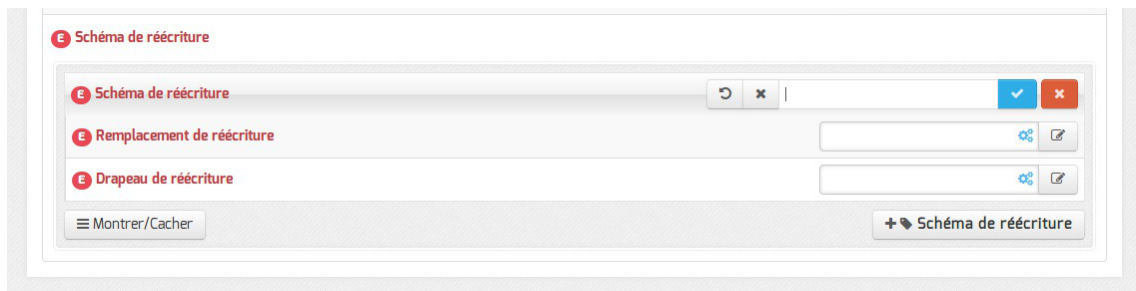 E Schéma de réécriture
E Schéma de réécriture
E Remplacement de réécriture
E Drapeau de réécriture
Montrer/Cacher
Schéma de réécriture